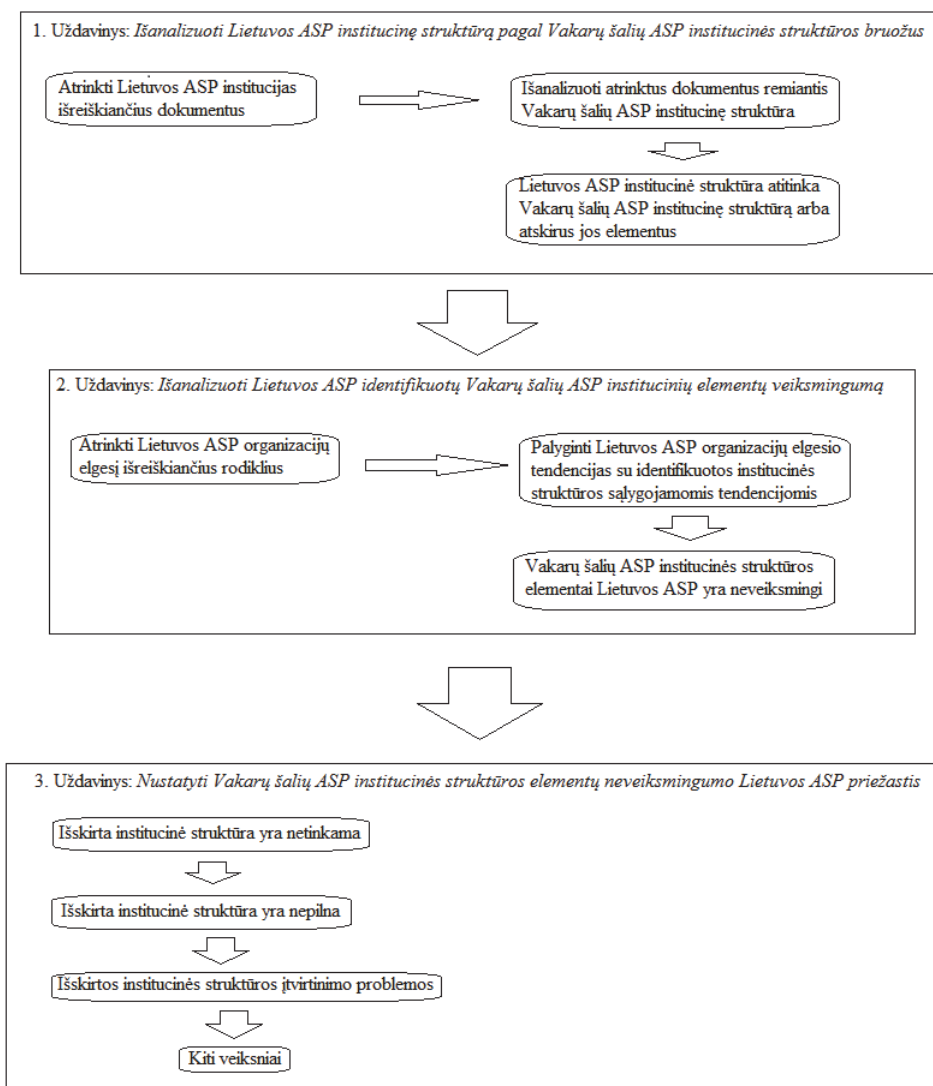 1. Uždavinys: Išanalizuoti Lietuvos ASP institucinę struktūrą pagal Vakarų šalių ASP institucinės struktūros bruožus
Atrinkti Lietuvos ASP institucijas
išreiškiančius dokumentus
Išanalizuoti atrinktus dokumentus remiantis
Vakarų šalių ASP institucinę struktūra
Lietuvos ASP institucinė struktūra atitinka
Vakarų šalių ASP institucinę struktūrą arba
atskirus jos elementus
2. Uždavinys: Išanalizuoti Lietuvos ASP identifikuotų Vakarų šalių ASP institucinių elementų veiksmingumą
Atrinkti Lietuvos ASP organizacijų
elgesį išreiškiančius rodiklius
Palyginti Lietuvos ASP organizacijų elgesio
tendencijas su identifikuotos institucinės
struktūros sąlygojamomis tendencijomis
Vakarų šalių ASP institucinės struktūros
elementai Lietuvos ASP yra neveiksmingi
3. Uždavinys: Nustatyti Vakarų šalių ASP institucinės struktūros elementų neveiksmingumo Lietuvos ASP priežastis
Išskirta institucinė struktūra yra netinkama
Išskirta institucinė struktūra yra nepilna
Išskirtos institucinės struktūros įtvirtinimo problemos
Kiti veiksniai